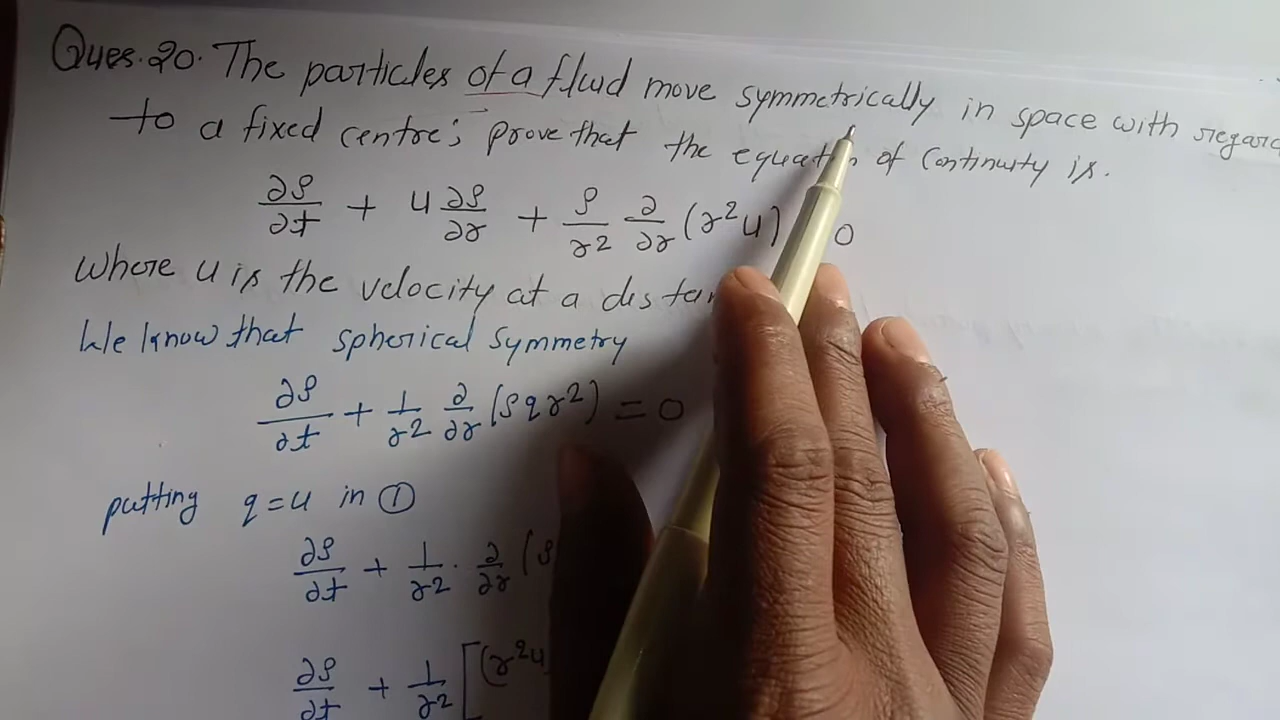 Ques.20. The particles of a fluid move symmetrically in space with regard
to a fixed centre; prove that the equation of Continuity is.
∂ρ/∂t + u ∂ρ/∂r + ρ/r² ∂/∂r (r²u) 0
Where u is the velocity at a
We know that spherical symmetry
∂ρ/∂t + 1/r² ∂/∂r (ρqr²) = 0
putting q=u in ①
∂ρ/∂t + 1/r² · ∂/∂r (ρ
∂ρ/∂t + 1/r² [(r²u